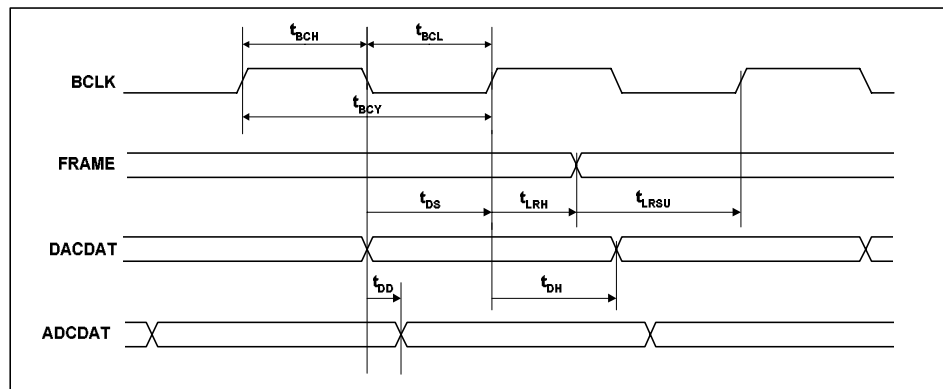 tBCH tBCL
BCLK
tBCY
FRAME
tDS tLRH tLRSU
DACDAT
tDD tDH
ADCDAT